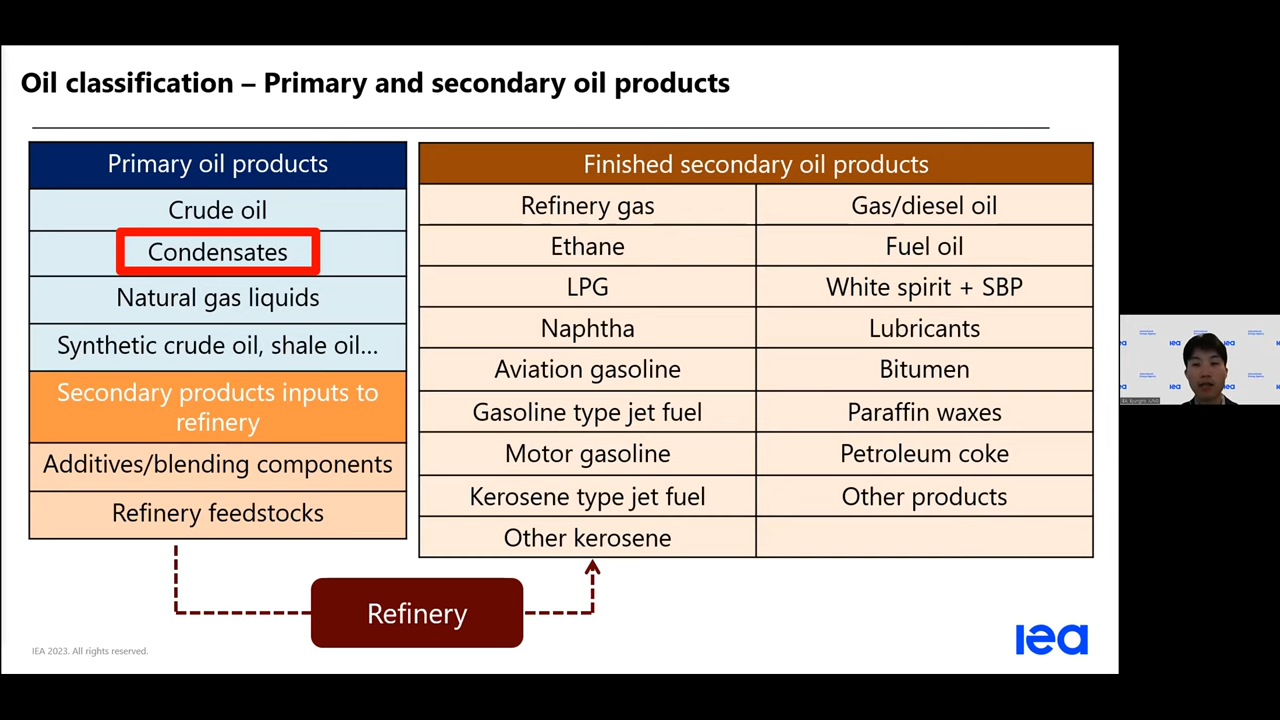 Oil classification – Primary and secondary oil products
Primary oil products
Crude oil
Condensates
Natural gas liquids
Synthetic crude oil, shale oil...
Secondary products inputs to
refinery
Additives/blending components
Refinery feedstocks
Finished secondary oil products
Refinery gas
Gas/diesel oil
Ethane
Fuel oil
LPG
White spirit + SBP
Naphtha
Lubricants
Aviation gasoline
Bitumen
Gasoline type jet fuel
Paraffin waxes
Motor gasoline
Petroleum coke
Kerosene type jet fuel
Other products
Other kerosene
Refinery
IEA 2023. All rights reserved.
iea
iea
iea